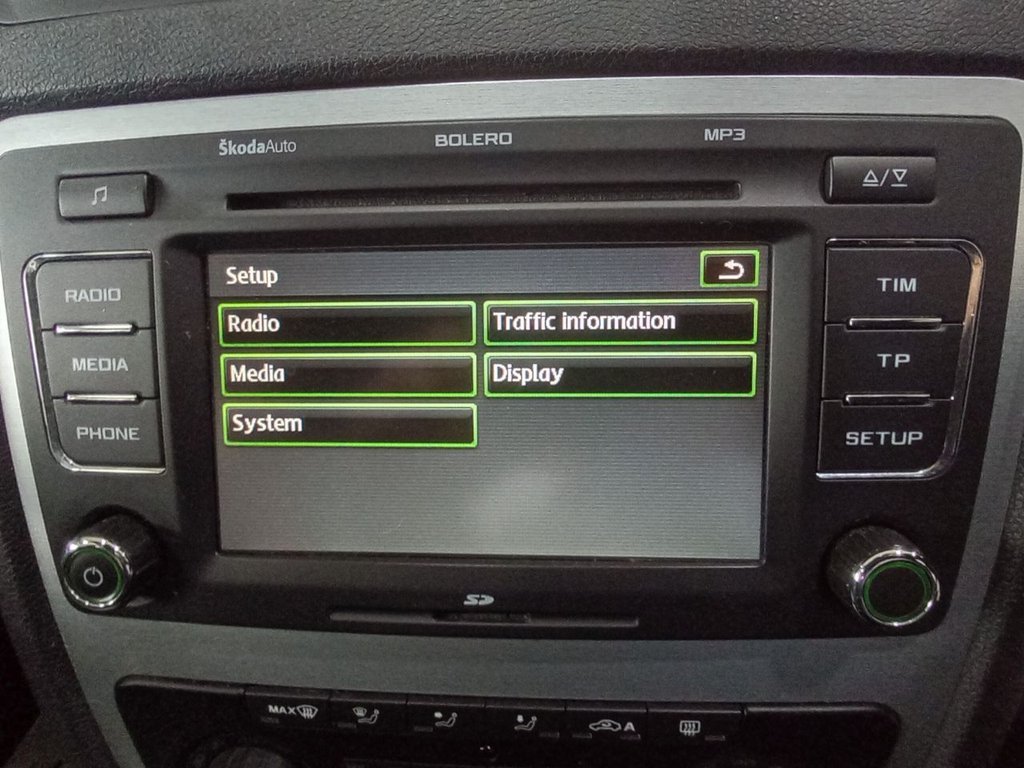 ŠkodaAuto
BOLERO
MP3
RADIO
MEDIA
PHONE
Setup
Radio
Traffic information
Media
Display
System
TIM
TP
SETUP
SD
MAX
A